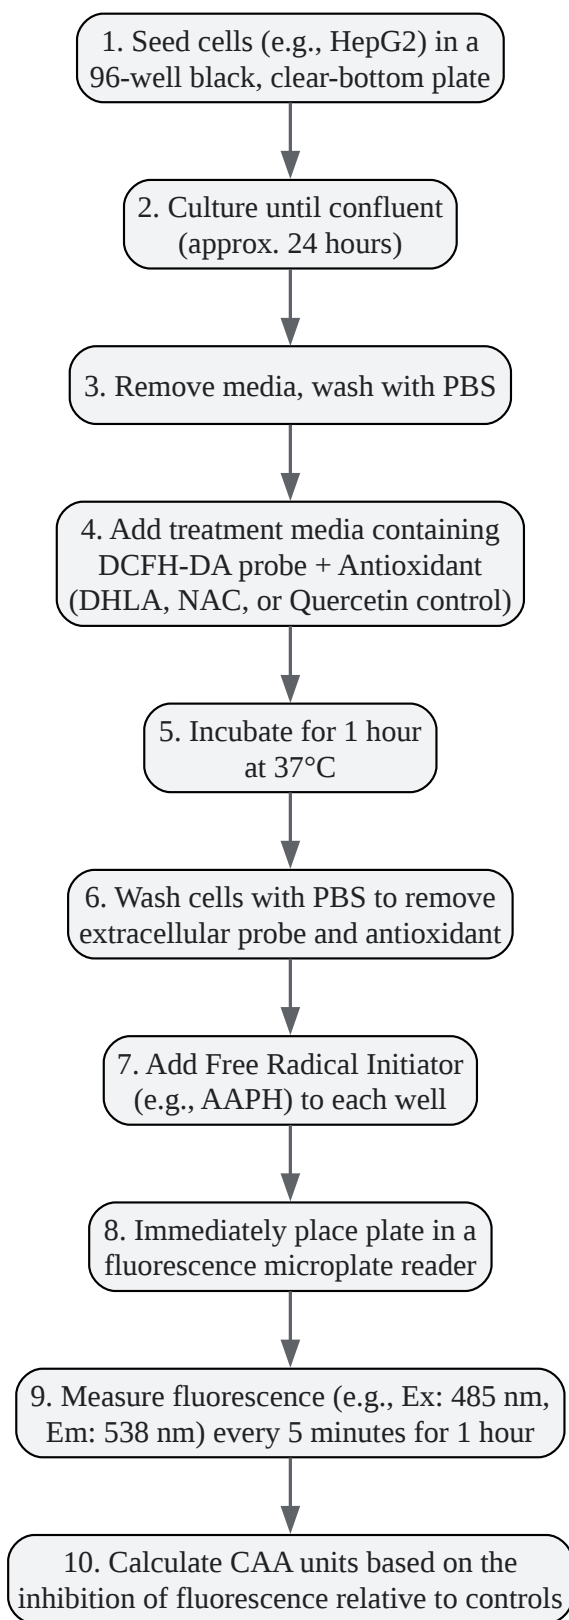 1. Seed cells (e.g., HepG2) in a
96-well black, clear-bottom plate
2. Culture until confluent
(approx. 24 hours)
3. Remove media, wash with PBS
4. Add treatment media containing
DCFH-DA probe + Antioxidant
(DHLA, NAC, or Quercetin control)
5. Incubate for 1 hour
at 37°C
6. Wash cells with PBS to remove
extracellular probe and antioxidant
7. Add Free Radical Initiator
(e.g., AAPH) to each well
8. Immediately place plate in a
fluorescence microplate reader
9. Measure fluorescence (e.g., Ex: 485 nm,
Em: 538 nm) every 5 minutes for 1 hour
10. Calculate CAA units based on the
inhibition of fluorescence relative to controls